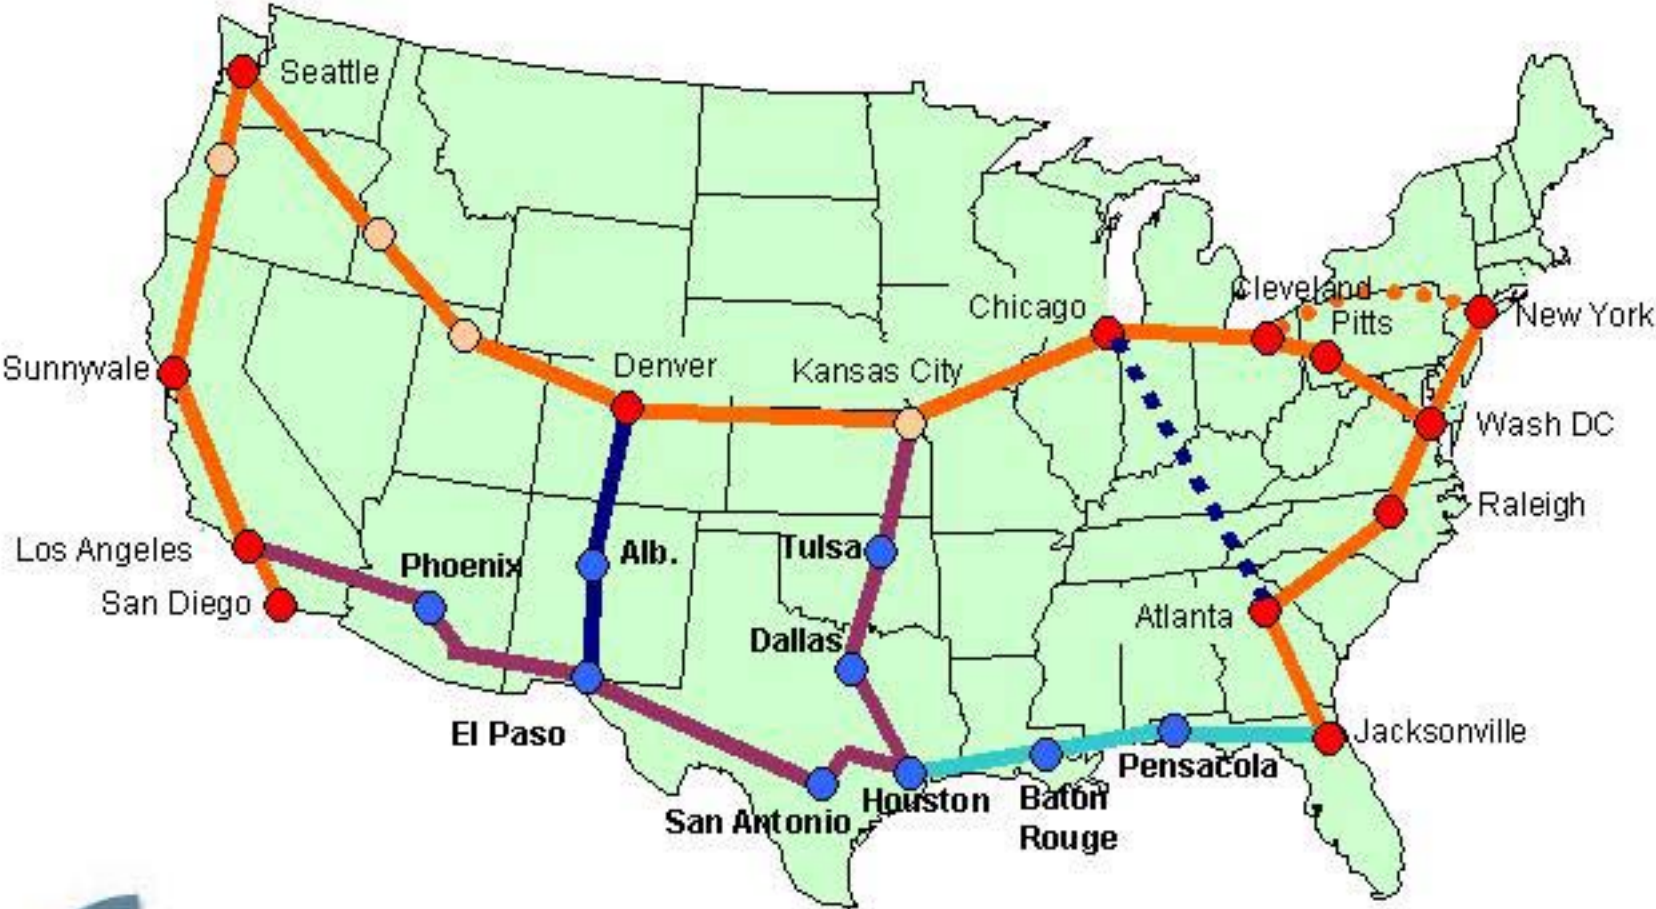 Seattle
Cleveland
Chicago
Pitts
New York
Sunnyvale
Denver
Kansas City
Wash DC
Raleigh
Los Angeles
Phoenix
Alb.
Tulsa
San Diego
Atlanta
Dallas
El Paso
Jacksonville
Pensacola
Houston
Baton
Rouge
San Antonio